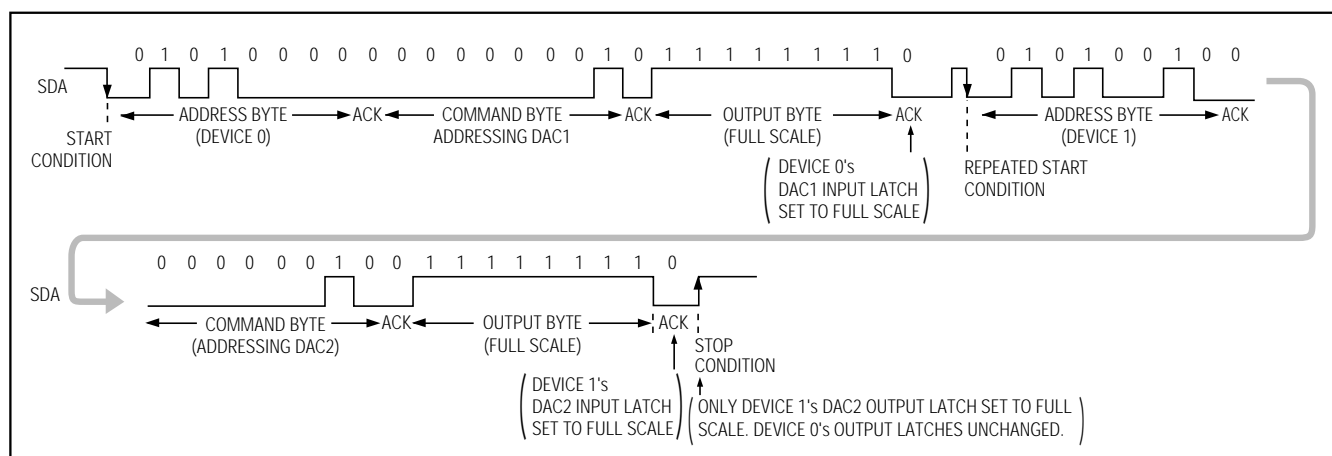 0 1 0 1 0 0 0 0 0 0 0 0 0 0 0 0 1 0 1 1 1 1 1 1 1 1 0 0 1 0 1 0 0 1 0 0
SDA
START CONDITION
ADDRESS BYTE
(DEVICE 0)
ACK
COMMAND BYTE
ADDRESSING DAC1
ACK
OUTPUT BYTE
(FULL SCALE)
ACK
DEVICE 0's
DAC1 INPUT LATCH
SET TO FULL SCALE
REPEATED START
CONDITION
ADDRESS BYTE
(DEVICE 1)
ACK
0 0 0 0 0 0 1 0 0 1 1 1 1 1 1 1 1 0
SDA
COMMAND BYTE
(ADDRESSING DAC2)
ACK
OUTPUT BYTE
(FULL SCALE)
ACK
STOP
CONDITION
DEVICE 1's
DAC2 INPUT LATCH
SET TO FULL SCALE
ONLY DEVICE 1's DAC2 OUTPUT LATCH SET TO FULL
SCALE. DEVICE 0's OUTPUT LATCHES UNCHANGED.